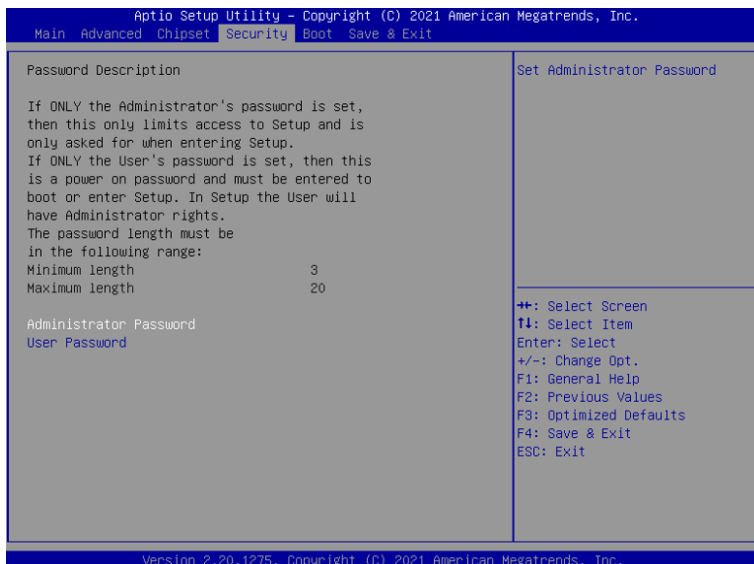 Aptio Setup Utility – Copyright (C) 2021 American Megatrends, Inc.
Main Advanced Chipset Security Boot Save & Exit
Password Description
If ONLY the Administrator's password is set,
then this only limits access to Setup and is
only asked for when entering Setup.
If ONLY the User's password is set, then this
is a power on password and must be entered to
boot or enter Setup. In Setup the User will
have Administrator rights.
The password length must be
in the following range:
Minimum length 3
Maximum length 20
Administrator Password
User Password
Set Administrator Password
→←: Select Screen
↑↓: Select Item
Enter: Select
+/-: Change Opt.
F1: General Help
F2: Previous Values
F3: Optimized Defaults
F4: Save & Exit
ESC: Exit
Version 2.20.1275. Copyright (C) 2021 American Megatrends, Inc.